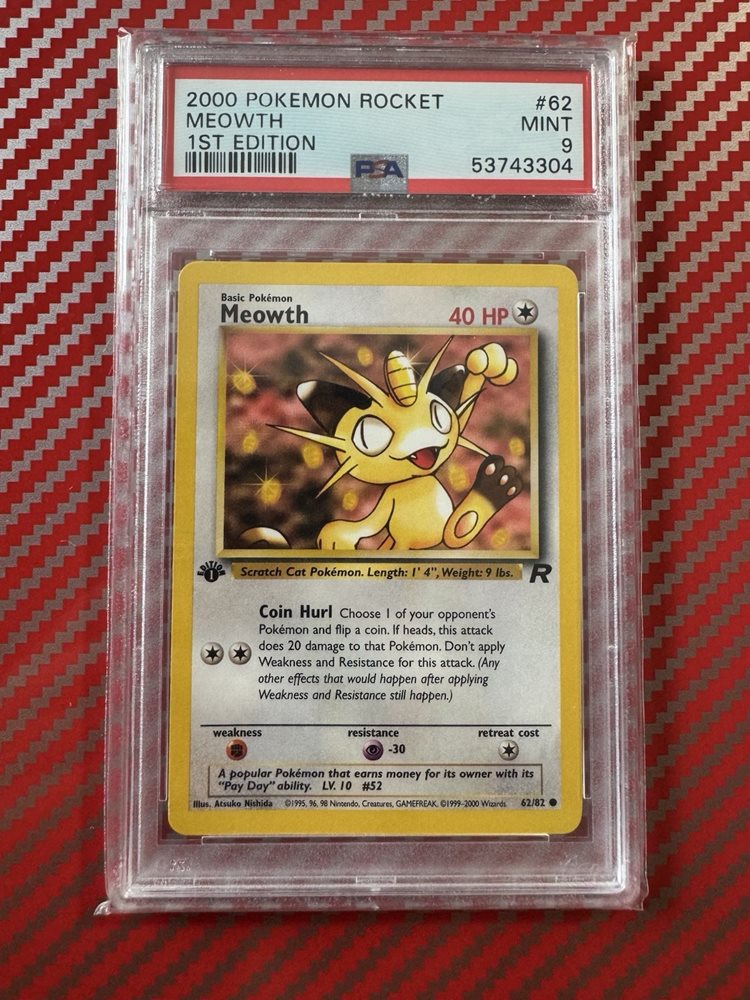 2000 POKEMON ROCKET #62
MEOWTH MINT
1ST EDITION 9
PSA 53743304
Basic Pokémon
Meowth 40 HP
EDITION 1
Scratch Cat Pokémon. Length: 1' 4", Weight: 9 lbs.
R
Coin Hurl Choose 1 of your opponent's
Pokémon and flip a coin. If heads, this attack
does 20 damage to that Pokémon. Don't apply
Weakness and Resistance for this attack. (Any
other effects that would happen after applying
Weakness and Resistance still happen.)
weakness resistance retreat cost
-30
A popular Pokémon that earns money for its owner with its
"Pay Day" ability. LV. 10 #52
Illus. Atsuko Nishida ©1995, 96, 98 Nintendo, Creatures, GAMEFREAK. ©1999-2000 Wizards. 62/82